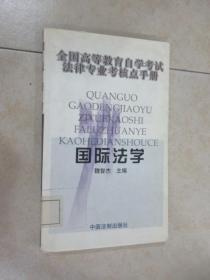 全国高等教育自学考试
法律专业考核点手册
QUANGUO
GAODENGJIAOYU
ZIXUEKAOSHI
FALUZHUANYE
KAOHEDIANSHOUCE
国际法学
魏智杰 主编
中国法制出版社